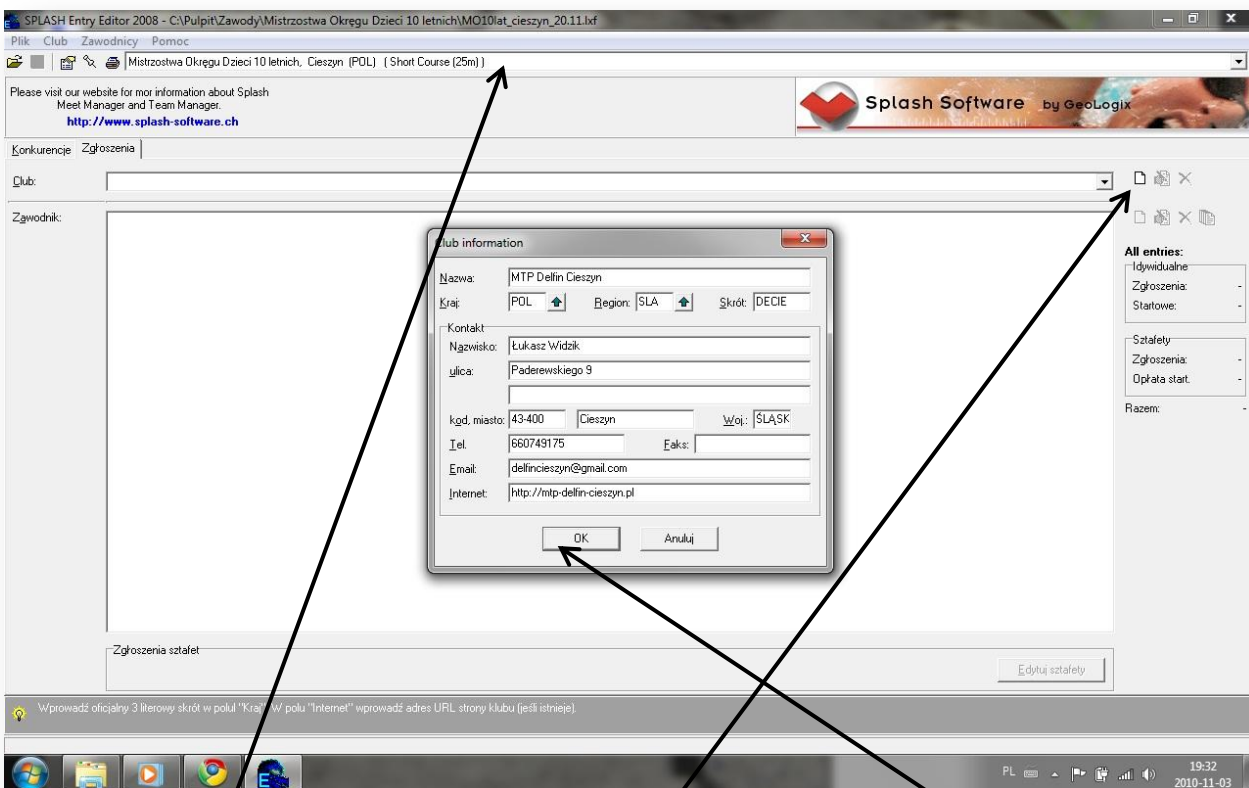 SPLASH Entry Editor 2008 - C:\Pulpit\Zawody\Mistrzostwa Okręgu Dzieci 10 letnich\MO10lat_cieszyn_20.11.lxf
Plik Club Zawodnicy Pomoc
Mistrzostwa Okręgu Dzieci 10 letnich, Cieszyn (POL) ( Short Course (25m) )
Please visit our website for mor information about Splash
Meet Manager and Team Manager.
http://www.splash-software.ch
Splash Software by GeoLogix
Konkurencje Zgłoszenia
Club:
Zawodnik:
Club information
Nazwa: MTP Delfin Cieszyn
Kraj: POL Region: SLA Skrót: DECIE
Kontakt
Nazwisko: Łukasz Widzik
ulica: Paderewskiego 9
kod, miasto: 43-400 Cieszyn Woj.: ŚLĄSK
Tel. 660749175 Faks:
Email: delfincieszyn@gmail.com
Internet: http://mtp-delfin-cieszyn.pl
OK Anuluj
All entries:
Idywidualne
Zgłoszenia: -
Startowe: -
Sztafety
Zgłoszenia: -
Opłata start. -
Razem: -
Zgłoszenia sztafet
Edytuj sztafety
Wprowadź oficjalny 3 literowy skrót w polul "Kraj" W polu "Internet" wprowadź adres URL strony klubu (jeśli istnieje).
PL
19:32
2010-11-03